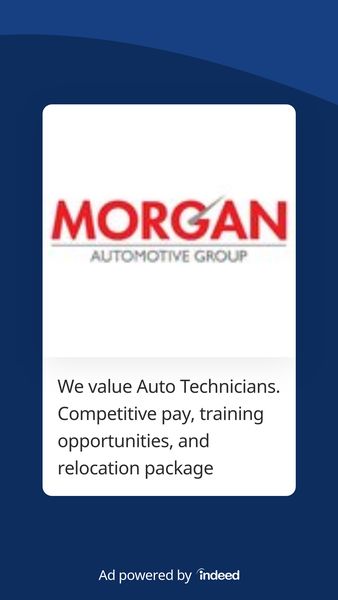 MORGAN
AUTOMOTIVE GROUP
We value Auto Technicians.
Competitive pay, training
opportunities, and
relocation package
Ad powered by indeed